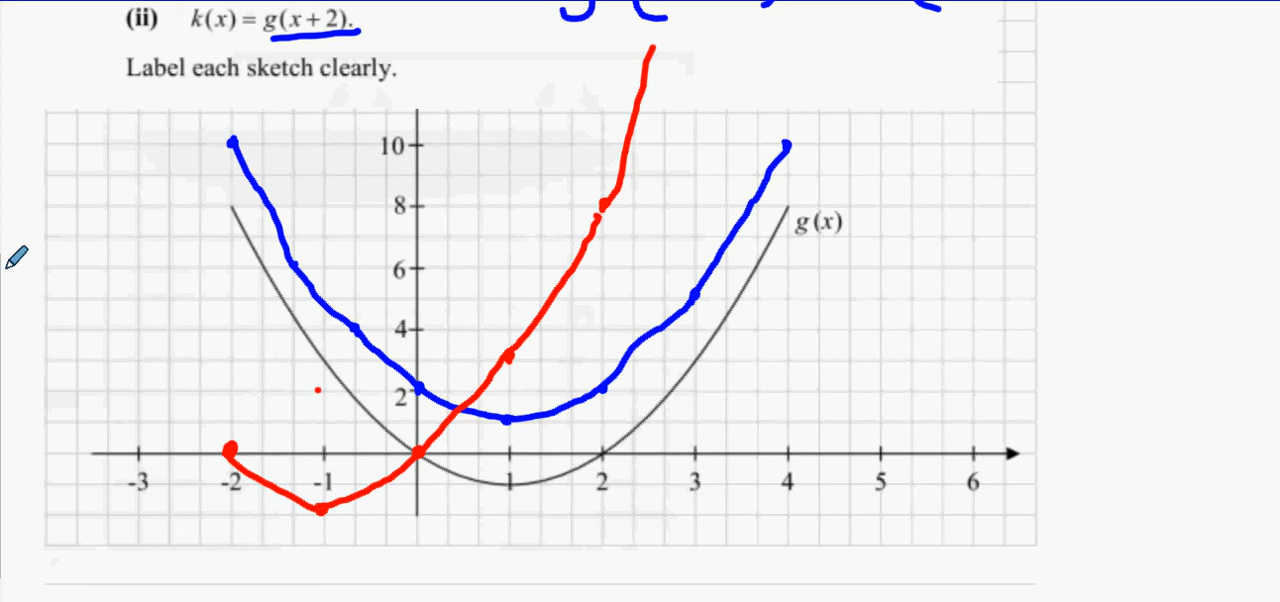 (ii) k(x) = g(x + 2).
Label each sketch clearly.
10
8
g(x)
6
4
2
-3 -2 -1 1 2 3 4 5 6